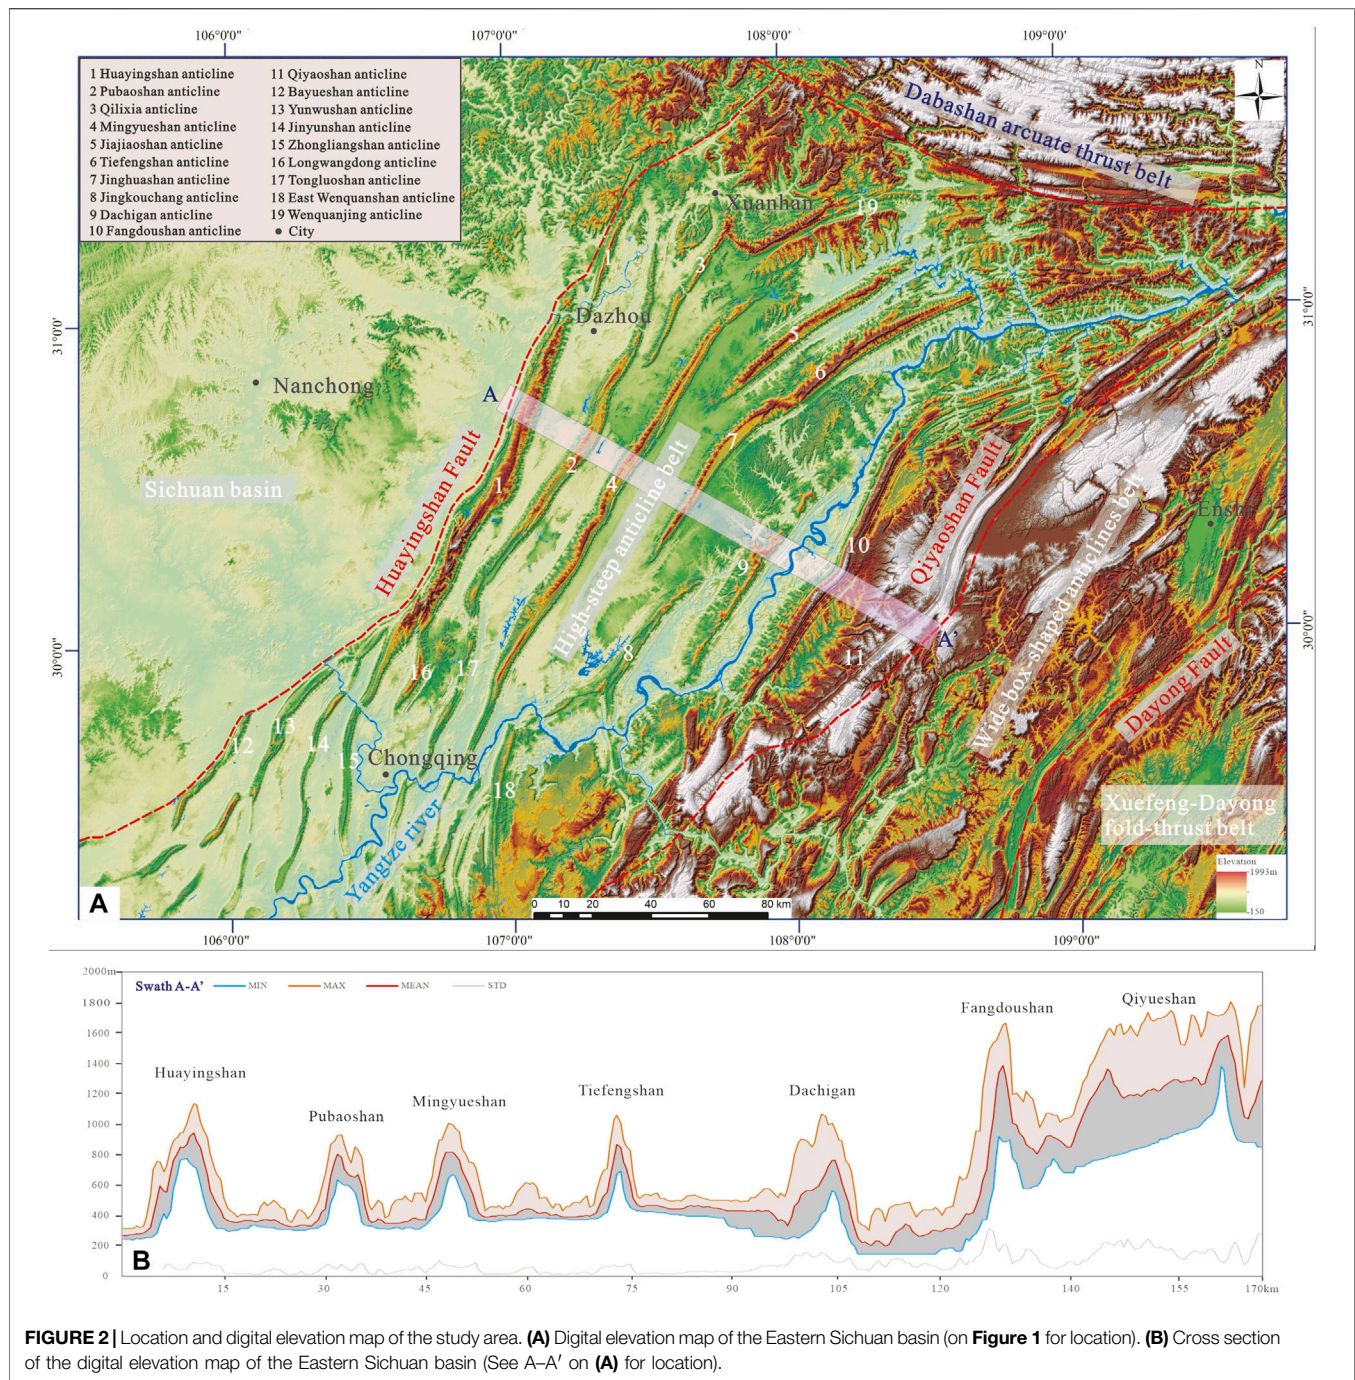 106°0'0"
107°0'0"
108°0'0"
109°0'0"
1 Huayingshan anticline
2 Pubaoshan anticline
3 Qilixia anticline
4 Mingyueshan anticline
5 Jiajiaoshan anticline
6 Tiefengshan anticline
7 Jinghuashan anticline
8 Jingkouchang anticline
9 Dachigan anticline
10 Fangdoushan anticline
11 Qiyaoshan anticline
12 Bayueshan anticline
13 Yunwushan anticline
14 Jinyunshan anticline
15 Zhongliangshan anticline
16 Longwangdong anticline
17 Tongluoshan anticline
18 East Wenquanshan anticline
19 Wenquanjing anticline
● City
N
Dabashan arcuate thrust belt
Xuanhan
19
1
3
Dazhou
31°0'0"
31°0'0"
5
6
Nanchong
A
7
2
4
1
Sichuan basin
Huayingshan Fault
High-steep anticline belt
Qiyaoshan Fault
Wide box-shaped anticlines belt
Enshi
10
9
A'
30°0'0"
30°0'0"
8
11
16
17
Dayong Fault
13
12
14
15
Chongqing
18
Yangtze river
Xuefeng-Dayong
fold-thrust belt
Elevation
1993m
150
A
0 10 20 40 60 80 km
106°0'0"
107°0'0"
108°0'0"
109°0'0"
2000m
1800
1600
1400
1200
1000
800
600
400
200
0
Swath A-A'
MIN
MAX
MEAN
STD
Huayingshan
Pubaoshan
Mingyueshan
Tiefengshan
Dachigan
Fangdoushan
Qiyueshan
B
15
30
45
60
75
90
105
120
140
155
170km
FIGURE 2 | Location and digital elevation map of the study area. (A) Digital elevation map of the Eastern Sichuan basin (on Figure 1 for location). (B) Cross section
of the digital elevation map of the Eastern Sichuan basin (See A–A′ on (A) for location).